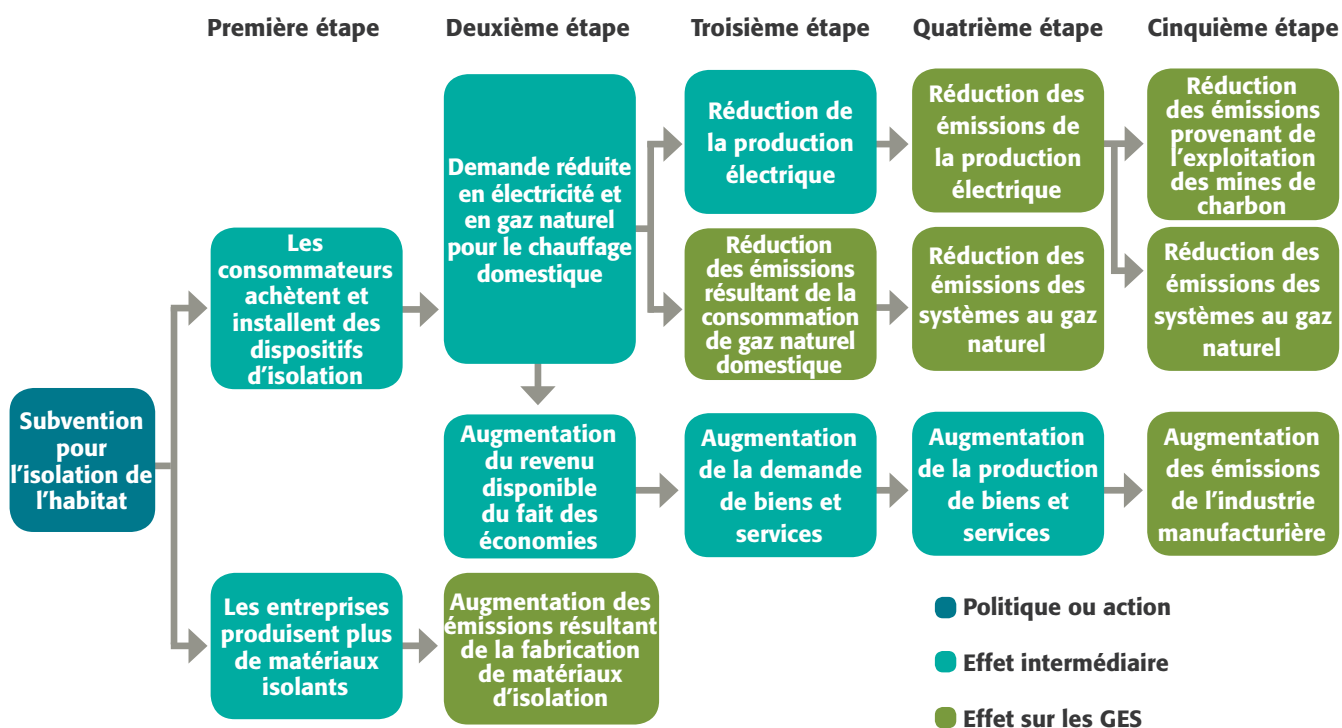 Première étape
Deuxième étape
Troisième étape
Quatrième étape
Cinquième étape
Subvention
pour
l'isolation de
l'habitat
Les
consommateurs
achètent et
installent des
dispositifs
d'isolation
Demande réduite
en électricité et
en gaz naturel
pour le chauffage
domestique
Réduction de
la production
électrique
Réduction des
émissions de
la production
électrique
Réduction
des émissions
provenant de
l'exploitation
des mines de
charbon
Réduction
des émissions
résultant de la
consommation
de gaz naturel
domestique
Réduction des
émissions des
systèmes au gaz
naturel
Réduction des
émissions des
systèmes au gaz
naturel
Augmentation
du revenu
disponible
du fait des
économies
Augmentation
de la demande
de biens et
services
Augmentation
de la production
de biens et
services
Augmentation
des émissions
de l'industrie
manufacturière
Les entreprises
produisent plus
de matériaux
isolants
Augmentation des
émissions résultant
de la fabrication
de matériaux
d'isolation
Politique ou action
Effet intermédiaire
Effet sur les GES